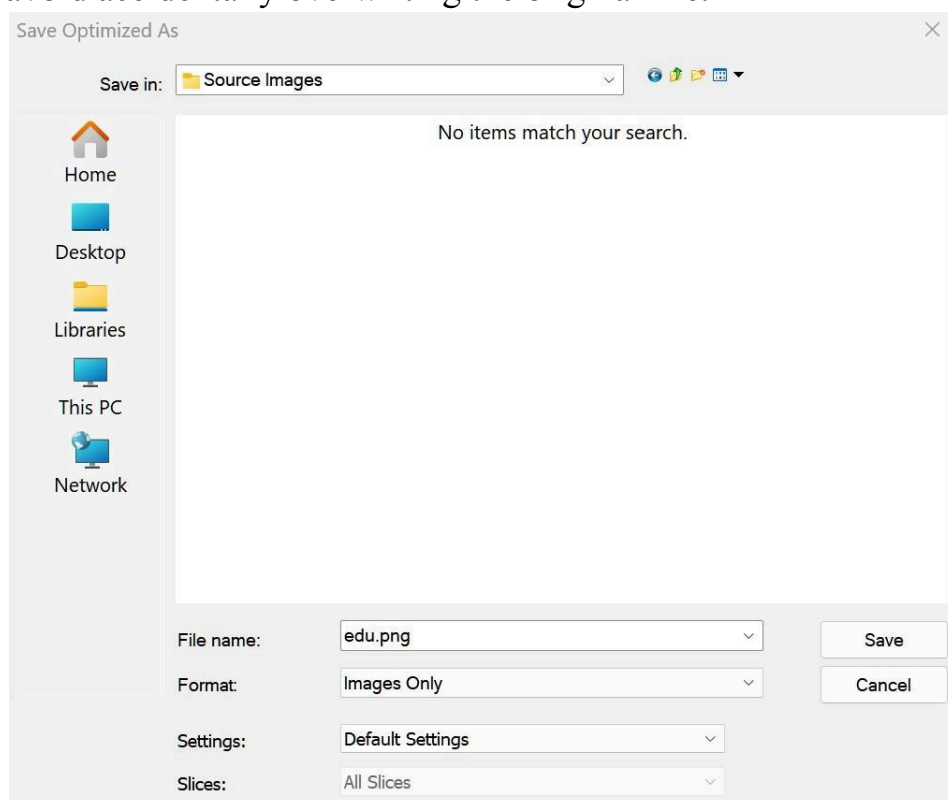 Save Optimized As
Save in: Source Images
No items match your search.
Home
Desktop
Libraries
This PC
Network
File name: edu.png Save
Format: Images Only Cancel
Settings: Default Settings
Slices: All Slices